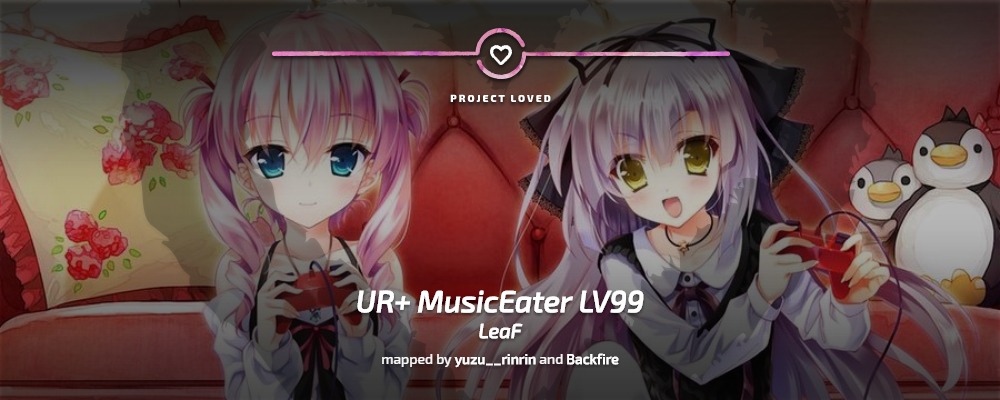 PROJECT LOVED
UR+ MusicEater LV99
LeaF
mapped by yuzu__rinrin and Backfire